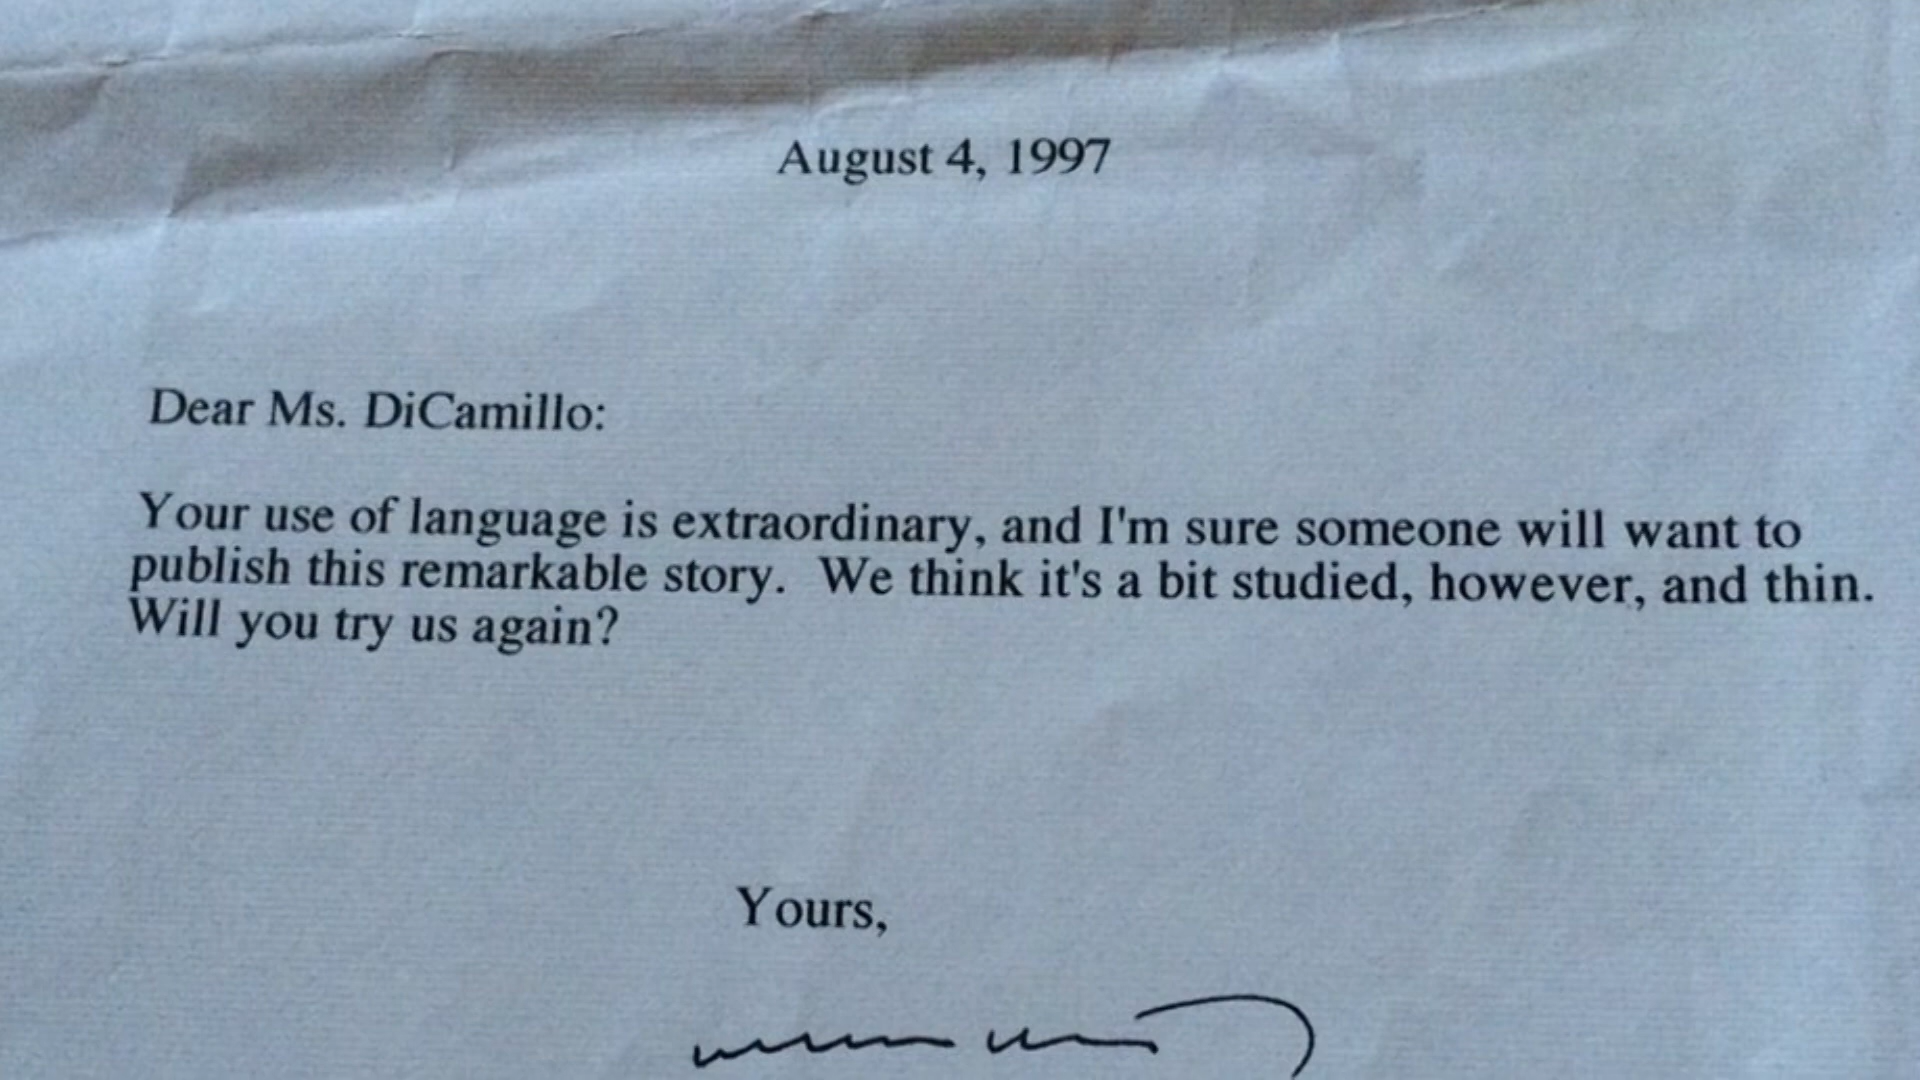 August 4, 1997
Dear Ms. DiCamillo:
Your use of language is extraordinary, and I'm sure someone will want to
publish this remarkable story.  We think it's a bit studied, however, and thin.
Will you try us again?
Yours,